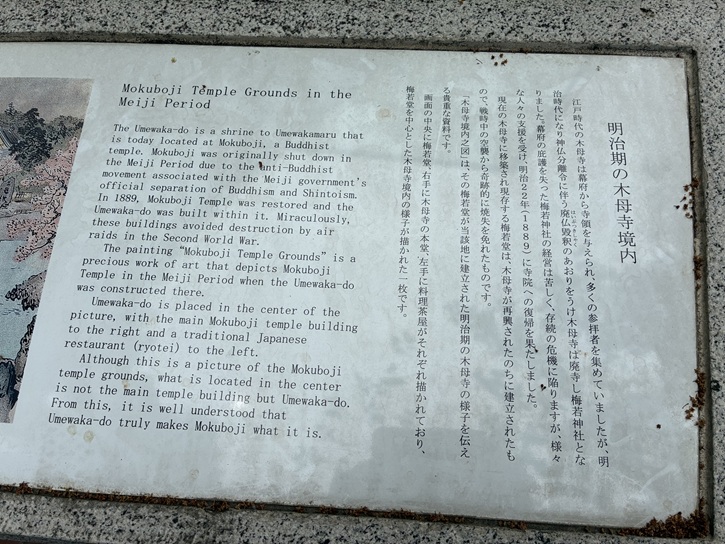 Mokuboji Temple Grounds in the
Meiji Period
The Umewaka-do is a shrine to Umewakamaru that
is today located at Mokuboji, a Buddhist
temple. Mokuboji was originally shut down in
the Meiji Period due to the anti-Buddhist
movement associated with the Meiji government's
official separation of Buddhism and Shintoism.
In 1889, Mokuboji Temple was restored and the
Umewaka-do was built within it. Miraculously,
these buildings avoided destruction by air
raids in the Second World War.
The painting “Mokuboji Temple Grounds” is a
precious work of art that depicts Mokuboji
Temple in the Meiji Period when the Umewaka-do
was constructed there.
Umewaka-do is placed in the center of the
picture, with the main Mokuboji temple building
to the right and a traditional Japanese
restaurant (ryotei) to the left.
Although this is a picture of the Mokuboji
temple grounds, what is located in the center
is not the main temple building but Umewaka-do.
From this, it is well understood that
Umewaka-do truly makes Mokuboji what it is.
明治期の木母寺境内
江戸時代の木母寺は幕府から寺領を与えられ、多くの参拝者を集めていましたが、明
治時代になり神仏分離令に伴う廃仏毀釈のあおりをうけ木母寺は廃寺し梅若神社とな
りました。幕府の庇護を失った梅若神社の経営は苦しく、存続の危機に陥りますが、様々
な人々の支援を受け、明治22年(1889)に寺院への復帰を果たしました。
現在の木母寺に移築され現存する梅若堂は、木母寺が再興されたのちに建立されたも
ので、戦時中の空襲から奇跡的に焼失を免れたものです。
「木母寺境内之図」は、その梅若堂が当該地に建立された明治期の木母寺の様子を伝え
る貴重な資料です。
画面の中央に梅若堂、右手に木母寺の本堂、左手に料理茶屋がそれぞれ描かれており、
梅若堂を中心とした木母寺境内の様子が描かれた一枚です。